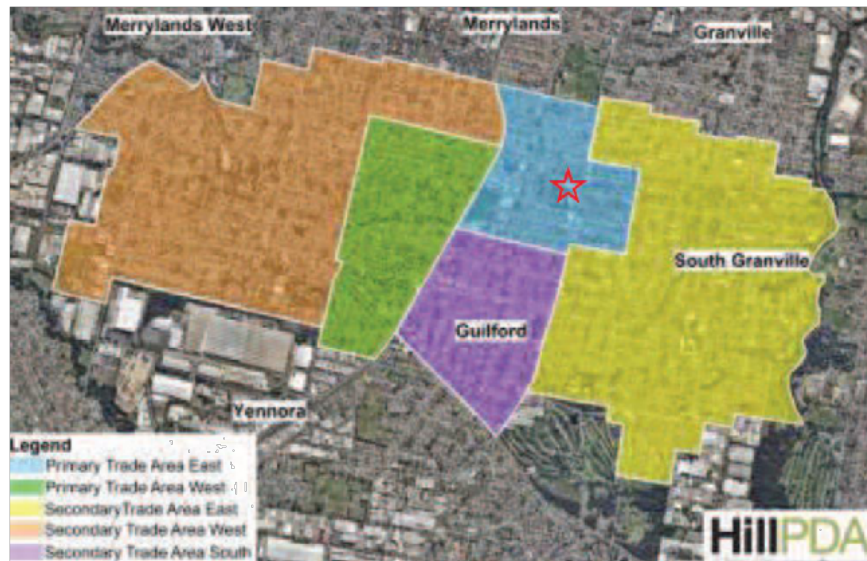 Merrylands West
Merrylands
Granville
South Granville
Guilford
Yennora
Legend
Primary Trade Area East
Primary Trade Area West
SecondaryTrade Area East
Secondary Trade Area West
Secondary Trade Area South
HillPDA